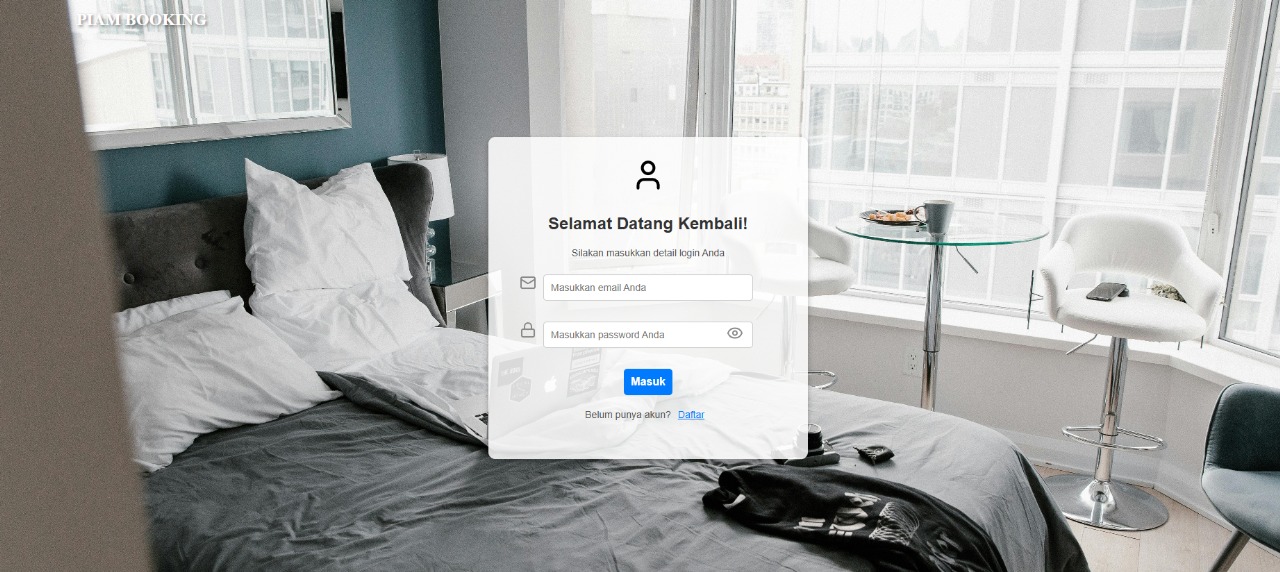 PIAM BOOKING
Selamat Datang Kembali!
Silakan masukkan detail login Anda
Masukkan email Anda
Masukkan password Anda
Masuk
Belum punya akun? Daftar